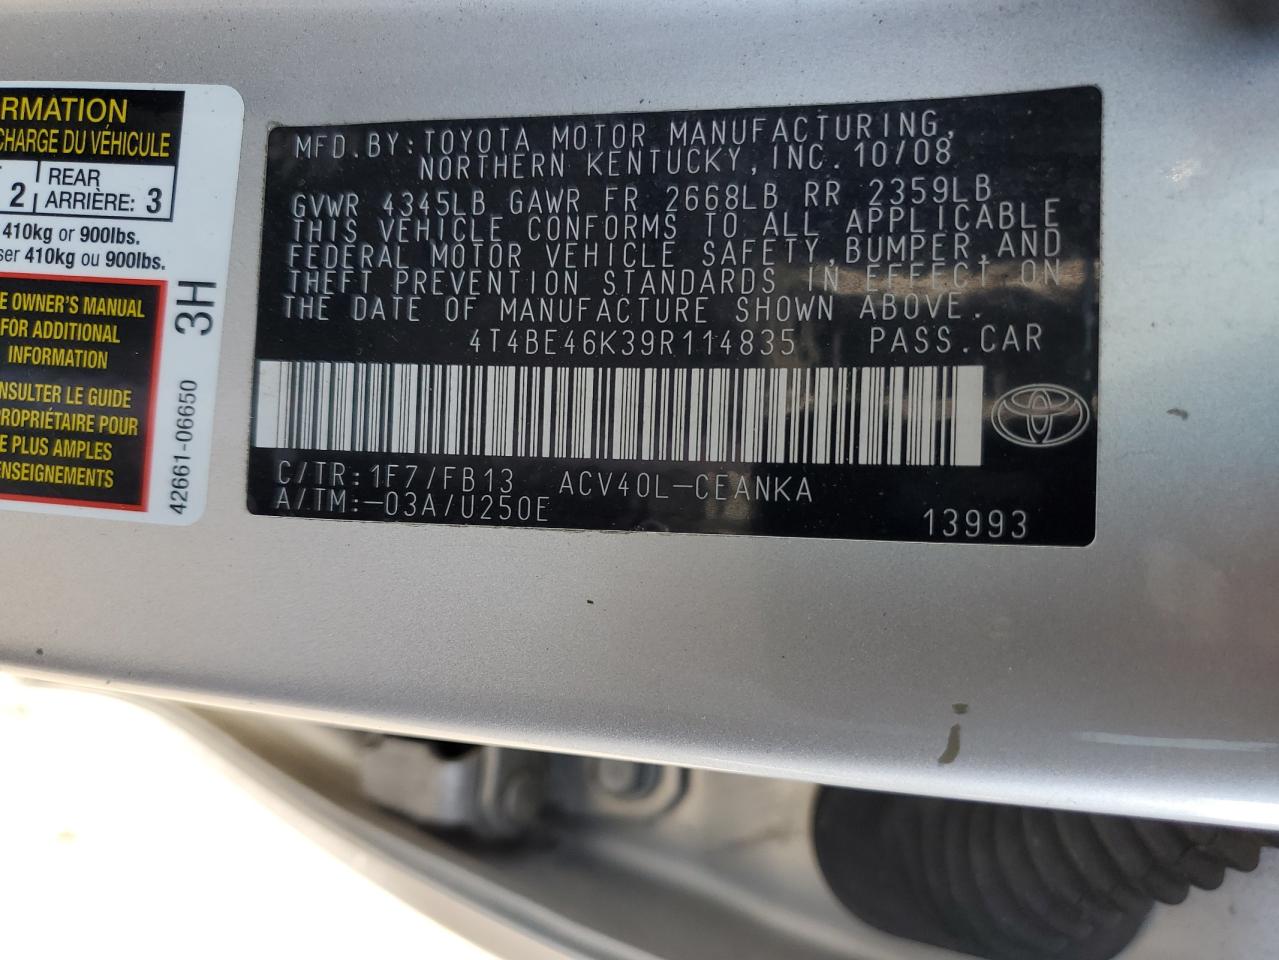 RMATION
CHARGE DU VÉHICULE
2 REAR ARRIÈRE: 3
410kg or 900lbs.
ser 410kg ou 900lbs.
E OWNER'S MANUAL
FOR ADDITIONAL
INFORMATION
NSULTER LE GUIDE
PROPRIÉTAIRE POUR
E PLUS AMPLES
ENSEIGNEMENTS
3H
42661-06650
MFD.BY:TOYOTA MOTOR MANUFACTURING,
NORTHERN KENTUCKY,INC.10/08
GVWR 4345LB GAWR FR 2668LB RR 2359LB
THIS VEHICLE CONFORMS TO ALL APPLICABLE
FEDERAL MOTOR VEHICLE SAFETY,BUMPER,AND
THEFT PREVENTION STANDARDS IN EFFECT ON
THE DATE OF MANUFACTURE SHOWN ABOVE.
4T4BE46K39R114835 PASS.CAR
C/TR:1F7/FB13 ACV40L-CEANKA
A/TM:-03A/U250E
13993